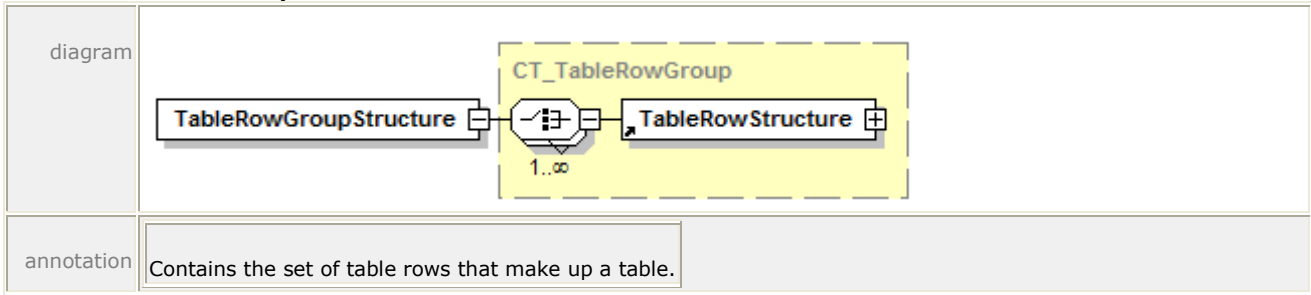 diagram
CT_TableRowGroup
TableRowGroupStructure
TableRowStructure
1..∞
annotation
Contains the set of table rows that make up a table.